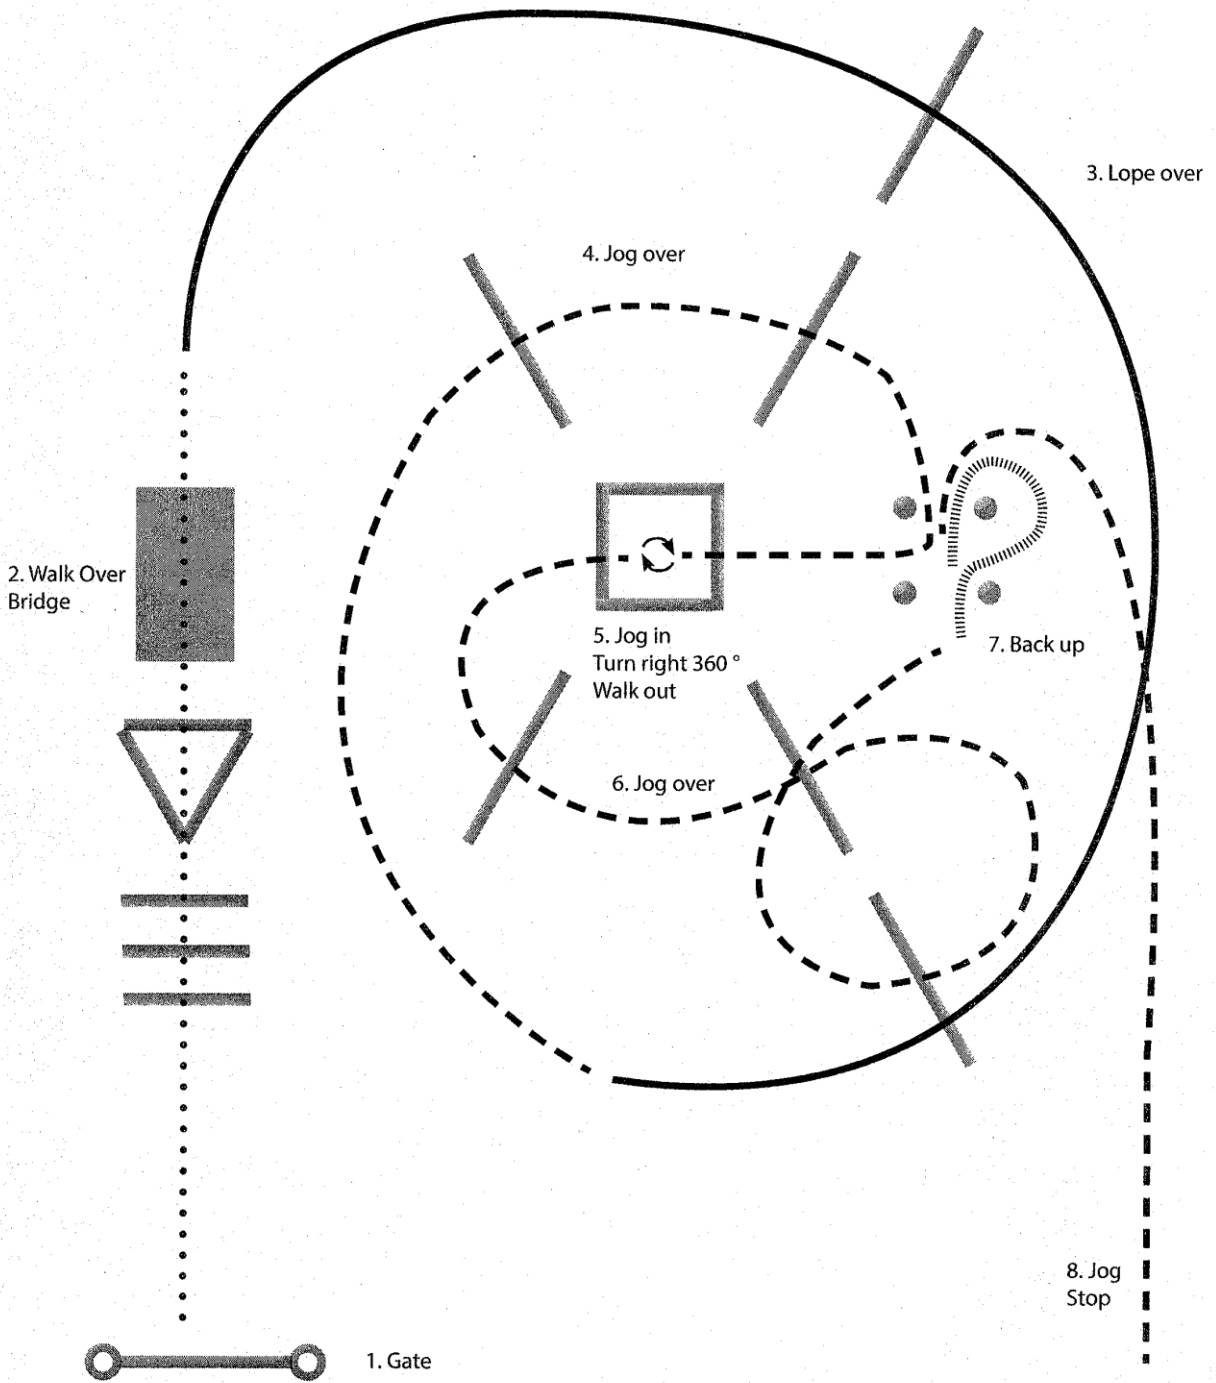 3. Lope over
4. Jog over
2. Walk Over
Bridge
5. Jog in
Turn right 360°
Walk out
7. Back up
6. Jog over
8. Jog
Stop
1. Gate